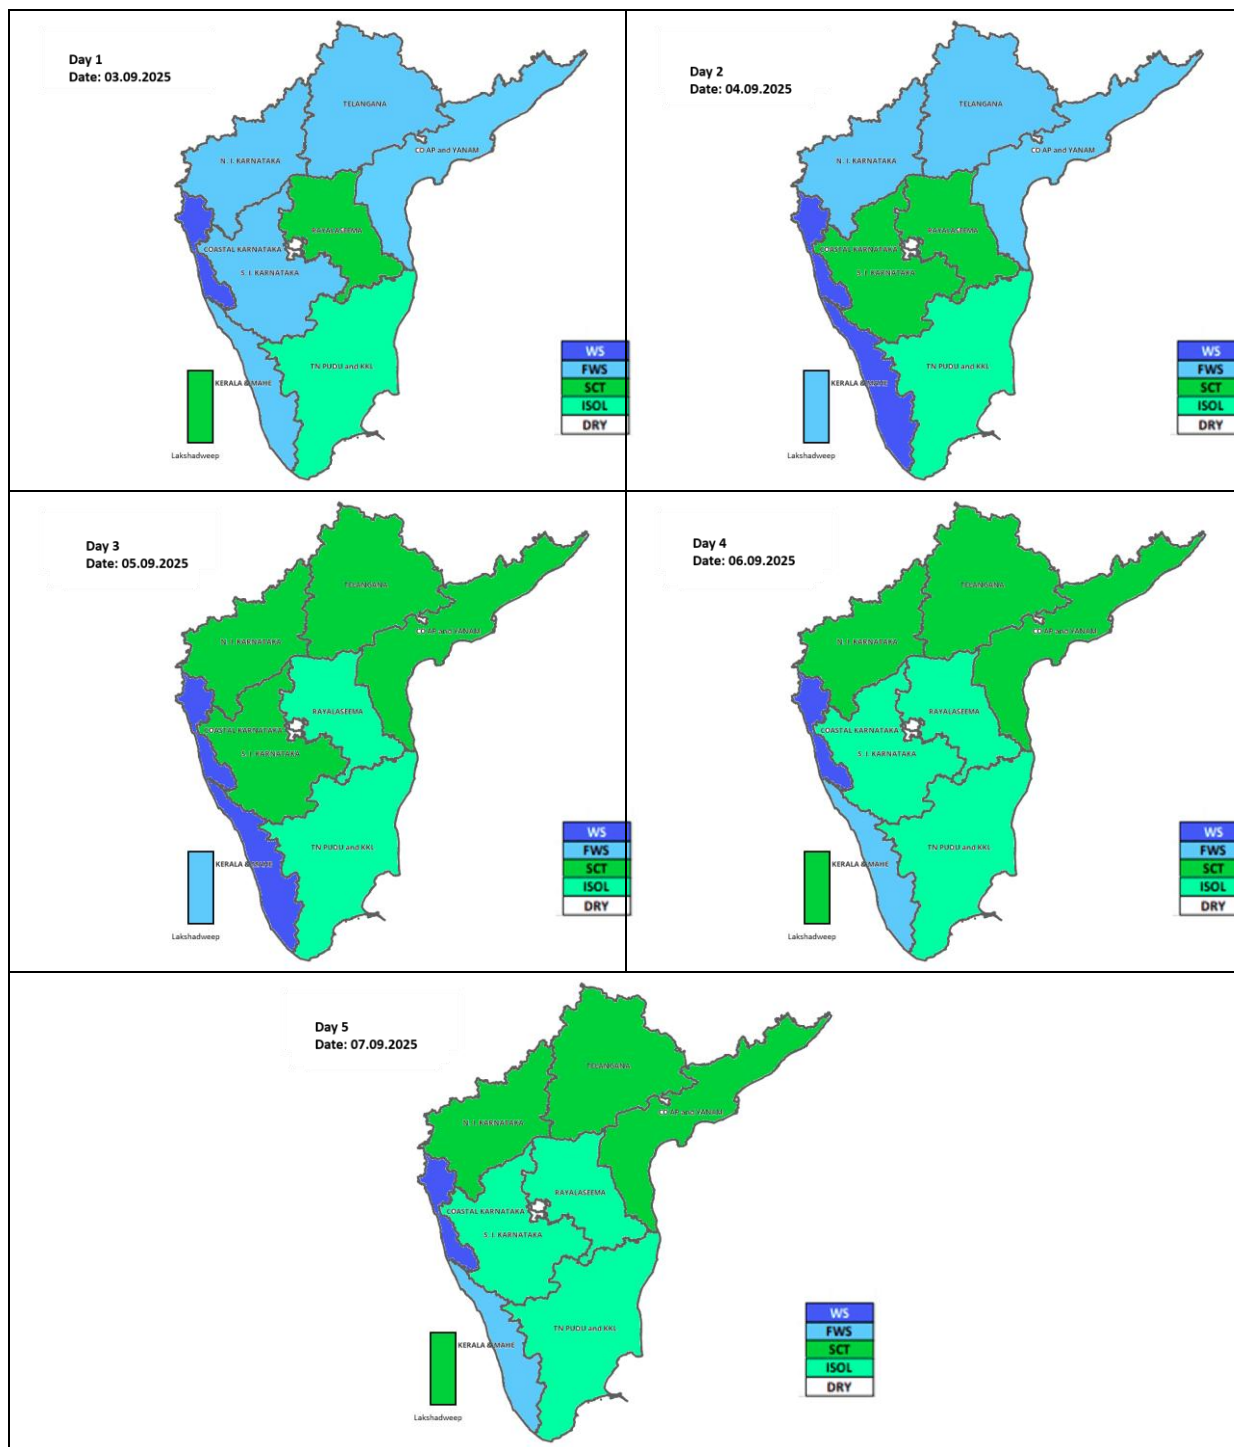 Day 1
Date: 03.09.2025
TELANGANA
CO AP and YANAM
N. I. KARNATAKA
RAYALASEEMA
COASTAL KARNATAKA
S. I. KARNATAKA
TN PUDU and KKL
KERALA & MAHE
Lakshadweep
WS
FWS
SCT
ISOL
DRY
Day 2
Date: 04.09.2025
TELANGANA
CO AP and YANAM
N. I. KARNATAKA
RAYALASEEMA
COASTAL KARNATAKA
S. I. KARNATAKA
TN PUDU and KKL
KERALA & MAHE
Lakshadweep
WS
FWS
SCT
ISOL
DRY
Day 3
Date: 05.09.2025
TELANGANA
CO AP and YANAM
N. I. KARNATAKA
RAYALASEEMA
COASTAL KARNATAKA
S. I. KARNATAKA
TN PUDU and KKL
KERALA & MAHE
Lakshadweep
WS
FWS
SCT
ISOL
DRY
Day 4
Date: 06.09.2025
TELANGANA
CO AP and YANAM
N. I. KARNATAKA
RAYALASEEMA
COASTAL KARNATAKA
S. I. KARNATAKA
TN PUDU and KKL
KERALA & MAHE
Lakshadweep
WS
FWS
SCT
ISOL
DRY
Day 5
Date: 07.09.2025
TELANGANA
CO AP and YANAM
N. I. KARNATAKA
RAYALASEEMA
COASTAL KARNATAKA
S. I. KARNATAKA
TN PUDU and KKL
KERALA & MAHE
Lakshadweep
WS
FWS
SCT
ISOL
DRY